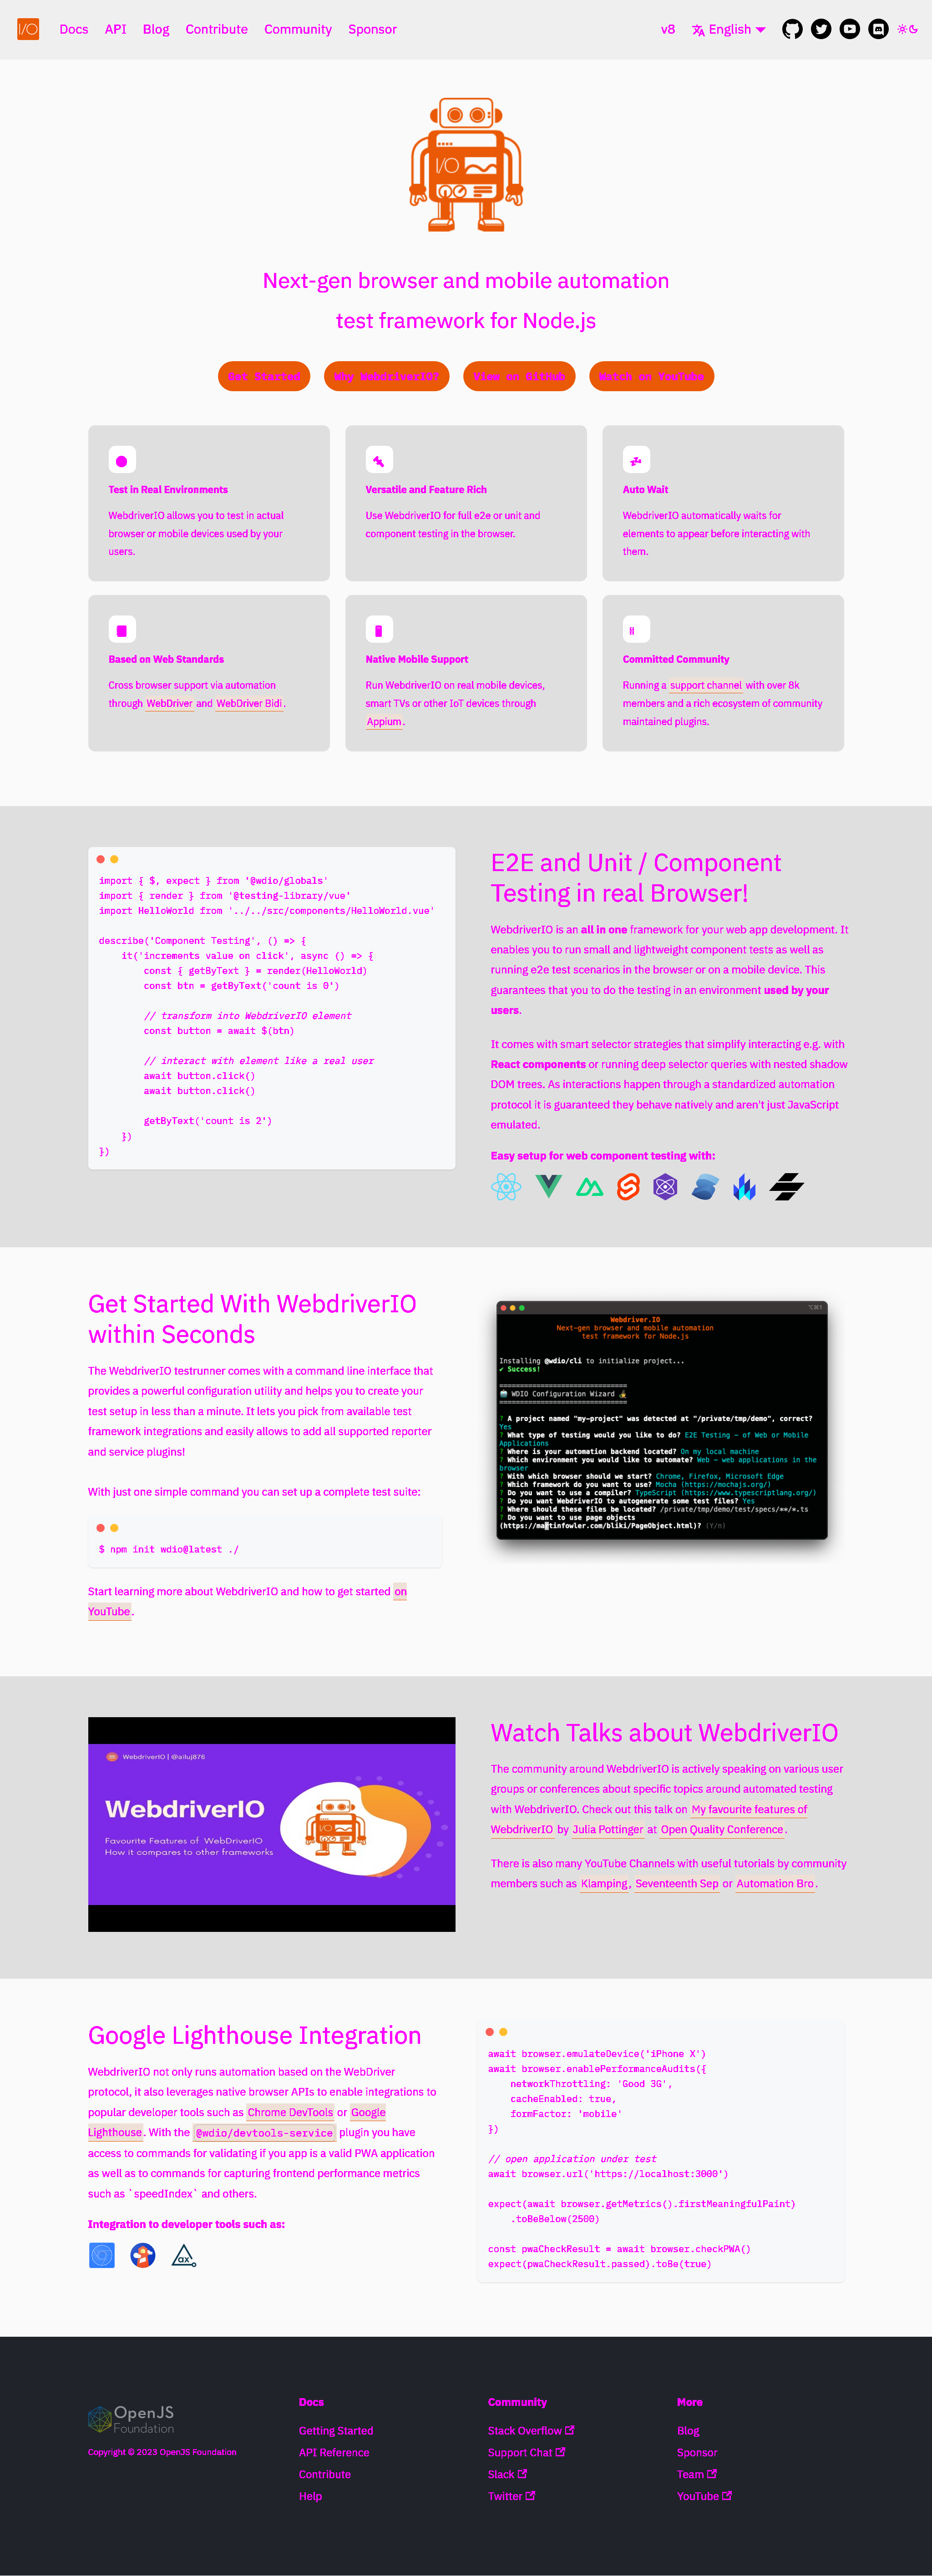 I/O Docs API Blog Contribute Community Sponsor v8 English
I/O
Next-gen browser and mobile automation
test framework for Node.js
Get Started Why WebdriverIO? View on GitHub Watch on YouTube
Test in Real Environments
WebdriverIO allows you to test in actual
browser or mobile devices used by your
users.
Versatile and Feature Rich
Use WebdriverIO for full e2e or unit and
component testing in the browser.
Auto Wait
WebdriverIO automatically waits for
elements to appear before interacting with
them.
Based on Web Standards
Cross browser support via automation
through WebDriver and WebDriver Bidi.
Native Mobile Support
Run WebdriverIO on real mobile devices,
smart TVs or other IoT devices through
Appium.
Committed Community
Running a support channel with over 8k
members and a rich ecosystem of community
maintained plugins.
import { $, expect } from '@wdio/globals'
import { render } from '@testing-library/vue'
import HelloWorld from '../../src/components/HelloWorld.vue'
describe('Component Testing', () => {
it('increments value on click', async () => {
const { getByText } = render(HelloWorld)
const btn = getByText('count is 0')
// transform into WebdriverIO element
const button = await $(btn)
// interact with element like a real user
await button.click()
await button.click()
getByText('count is 2')
})
})
E2E and Unit / Component
Testing in real Browser!
WebdriverIO is an all in one framework for your web app development. It
enables you to run small and lightweight component tests as well as
running e2e test scenarios in the browser or on a mobile device. This
guarantees that you to do the testing in an environment used by your
users.
It comes with smart selector strategies that simplify interacting e.g. with
React components or running deep selector queries with nested shadow
DOM trees. As interactions happen through a standardized automation
protocol it is guaranteed they behave natively and aren't just JavaScript
emulated.
Easy setup for web component testing with:
Get Started With WebdriverIO
within Seconds
The WebdriverIO testrunner comes with a command line interface that
provides a powerful configuration utility and helps you to create your
test setup in less than a minute. It lets you pick from available test
framework integrations and easily allows to add all supported reporter
and service plugins!
With just one simple command you can set up a complete test suite:
$ npm init wdio@latest ./
Start learning more about WebdriverIO and how to get started on
YouTube.
Webdriver.IO
Next-gen browser and mobile automation
test framework for Node.js
Installing @wdio/cli to initialize project...
✔ Success!
===============================
🤖 WDIO Configuration Wizard 🧙
===============================
? A project named "my-project" was detected at "/private/tmp/demo", correct?
Yes
? What type of testing would you like to do? E2E Testing - of Web or Mobile
Applications
? Where is your automation backend located? On my local machine
? Which environment you would like to automate? Web - web applications in the
browser
? With which browser should we start? Chrome, Firefox, Microsoft Edge
? Which framework do you want to use? Mocha (https://mochajs.org/)
? Do you want to use a compiler? TypeScript (https://www.typescriptlang.org/)
? Do you want WebdriverIO to autogenerate some test files? Yes
? Where should these files be located? /private/tmp/demo/test/specs/**/*.ts
? Do you want to use page objects
(https://martinfowler.com/bliki/PageObject.html)? (Y/n)
WebdriverIO | @alluj876
WebdriverIO
Favourite Features of WebDriverIO
How it compares to other frameworks
Watch Talks about WebdriverIO
The community around WebdriverIO is actively speaking on various user
groups or conferences about specific topics around automated testing
with WebdriverIO. Check out this talk on My favourite features of
WebdriverIO by Julia Pottinger at Open Quality Conference.
There is also many YouTube Channels with useful tutorials by community
members such as Klamping, Seventeenth Sep or Automation Bro.
Google Lighthouse Integration
WebdriverIO not only runs automation based on the WebDriver
protocol, it also leverages native browser APIs to enable integrations to
popular developer tools such as Chrome DevTools or Google
Lighthouse. With the @wdio/devtools-service plugin you have
access to commands for validating if you app is a valid PWA application
as well as to commands for capturing frontend performance metrics
such as `speedIndex` and others.
Integration to developer tools such as:
ax
await browser.emulateDevice('iPhone X')
await browser.enablePerformanceAudits({
networkThrottling: 'Good 3G',
cacheEnabled: true,
formFactor: 'mobile'
})
// open application under test
await browser.url('https://localhost:3000')
expect(await browser.getMetrics().firstMeaningfulPaint)
.toBeBelow(2500)
const pwaCheckResult = await browser.checkPWA()
expect(pwaCheckResult.passed).toBe(true)
OpenJS
Foundation
Copyright © 2023 OpenJS Foundation
Docs
Getting Started
API Reference
Contribute
Help
Community
Stack Overflow
Support Chat
Slack
Twitter
More
Blog
Sponsor
Team
YouTube